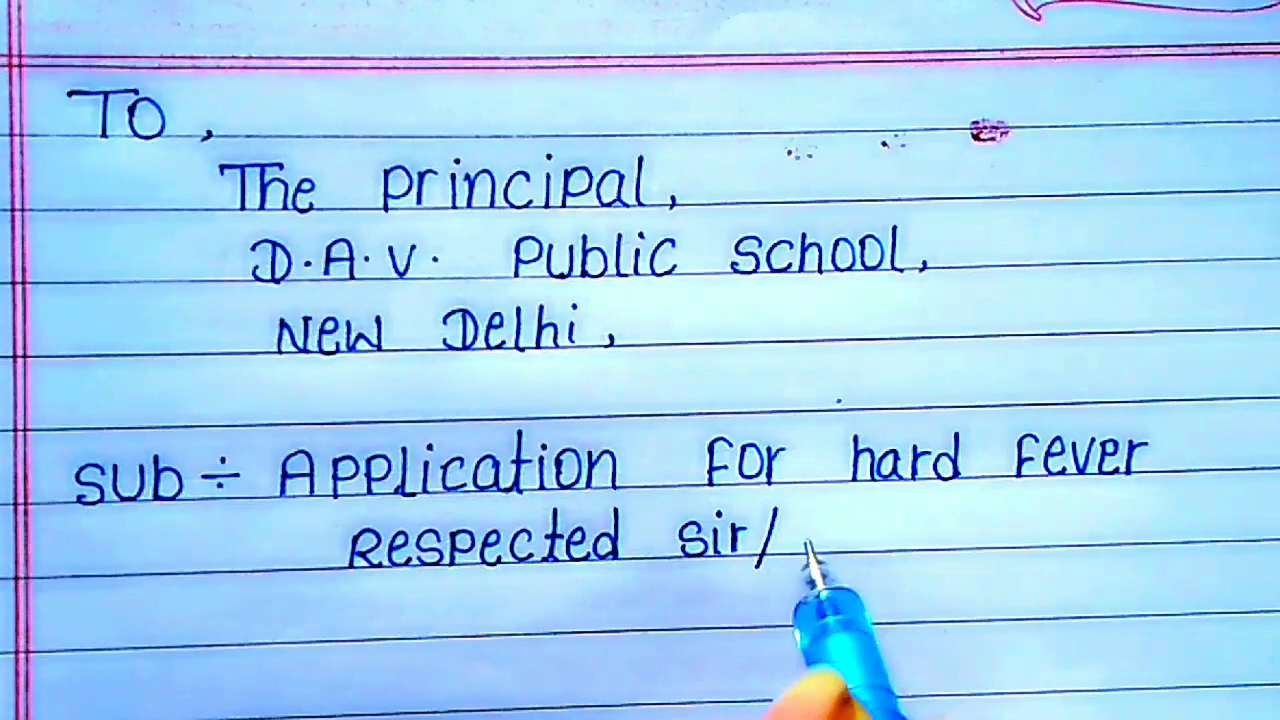 TO,
The principal,
D.A.V. Public school,
New Delhi,
sub÷ Application for hard fever
Respected sir/